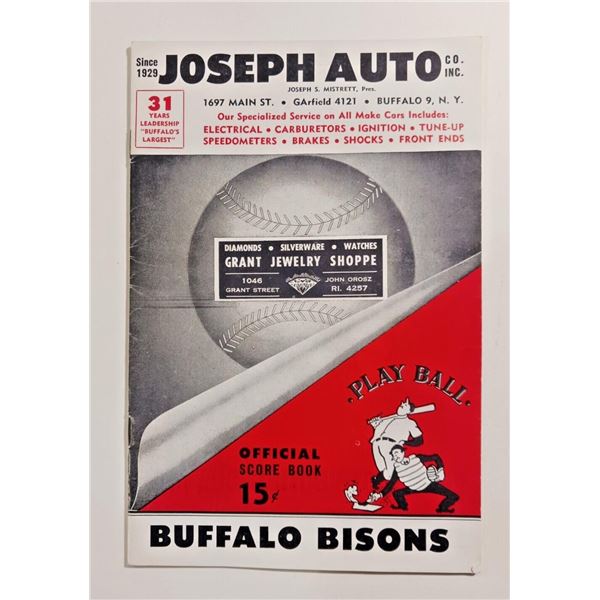 Since
1929
JOSEPH AUTO
CO.
INC.
JOSEPH S. MISTRETT, Pres.
31
YEARS
LEADERSHIP
"BUFFALO'S
LARGEST"
1697 MAIN ST. • GArfield 4121 • BUFFALO 9, N. Y.
Our Specialized Service on All Make Cars Includes:
ELECTRICAL • CARBURETORS • IGNITION • TUNE-UP
SPEEDOMETERS • BRAKES • SHOCKS • FRONT ENDS
DIAMONDS • SILVERWARE • WATCHES
GRANT JEWELRY SHOPPE
1046
GRANT STREET
JOHN OROSZ
RI. 4257
• PLAY BALL •
OFFICIAL
SCORE BOOK
15¢
BUFFALO BISONS